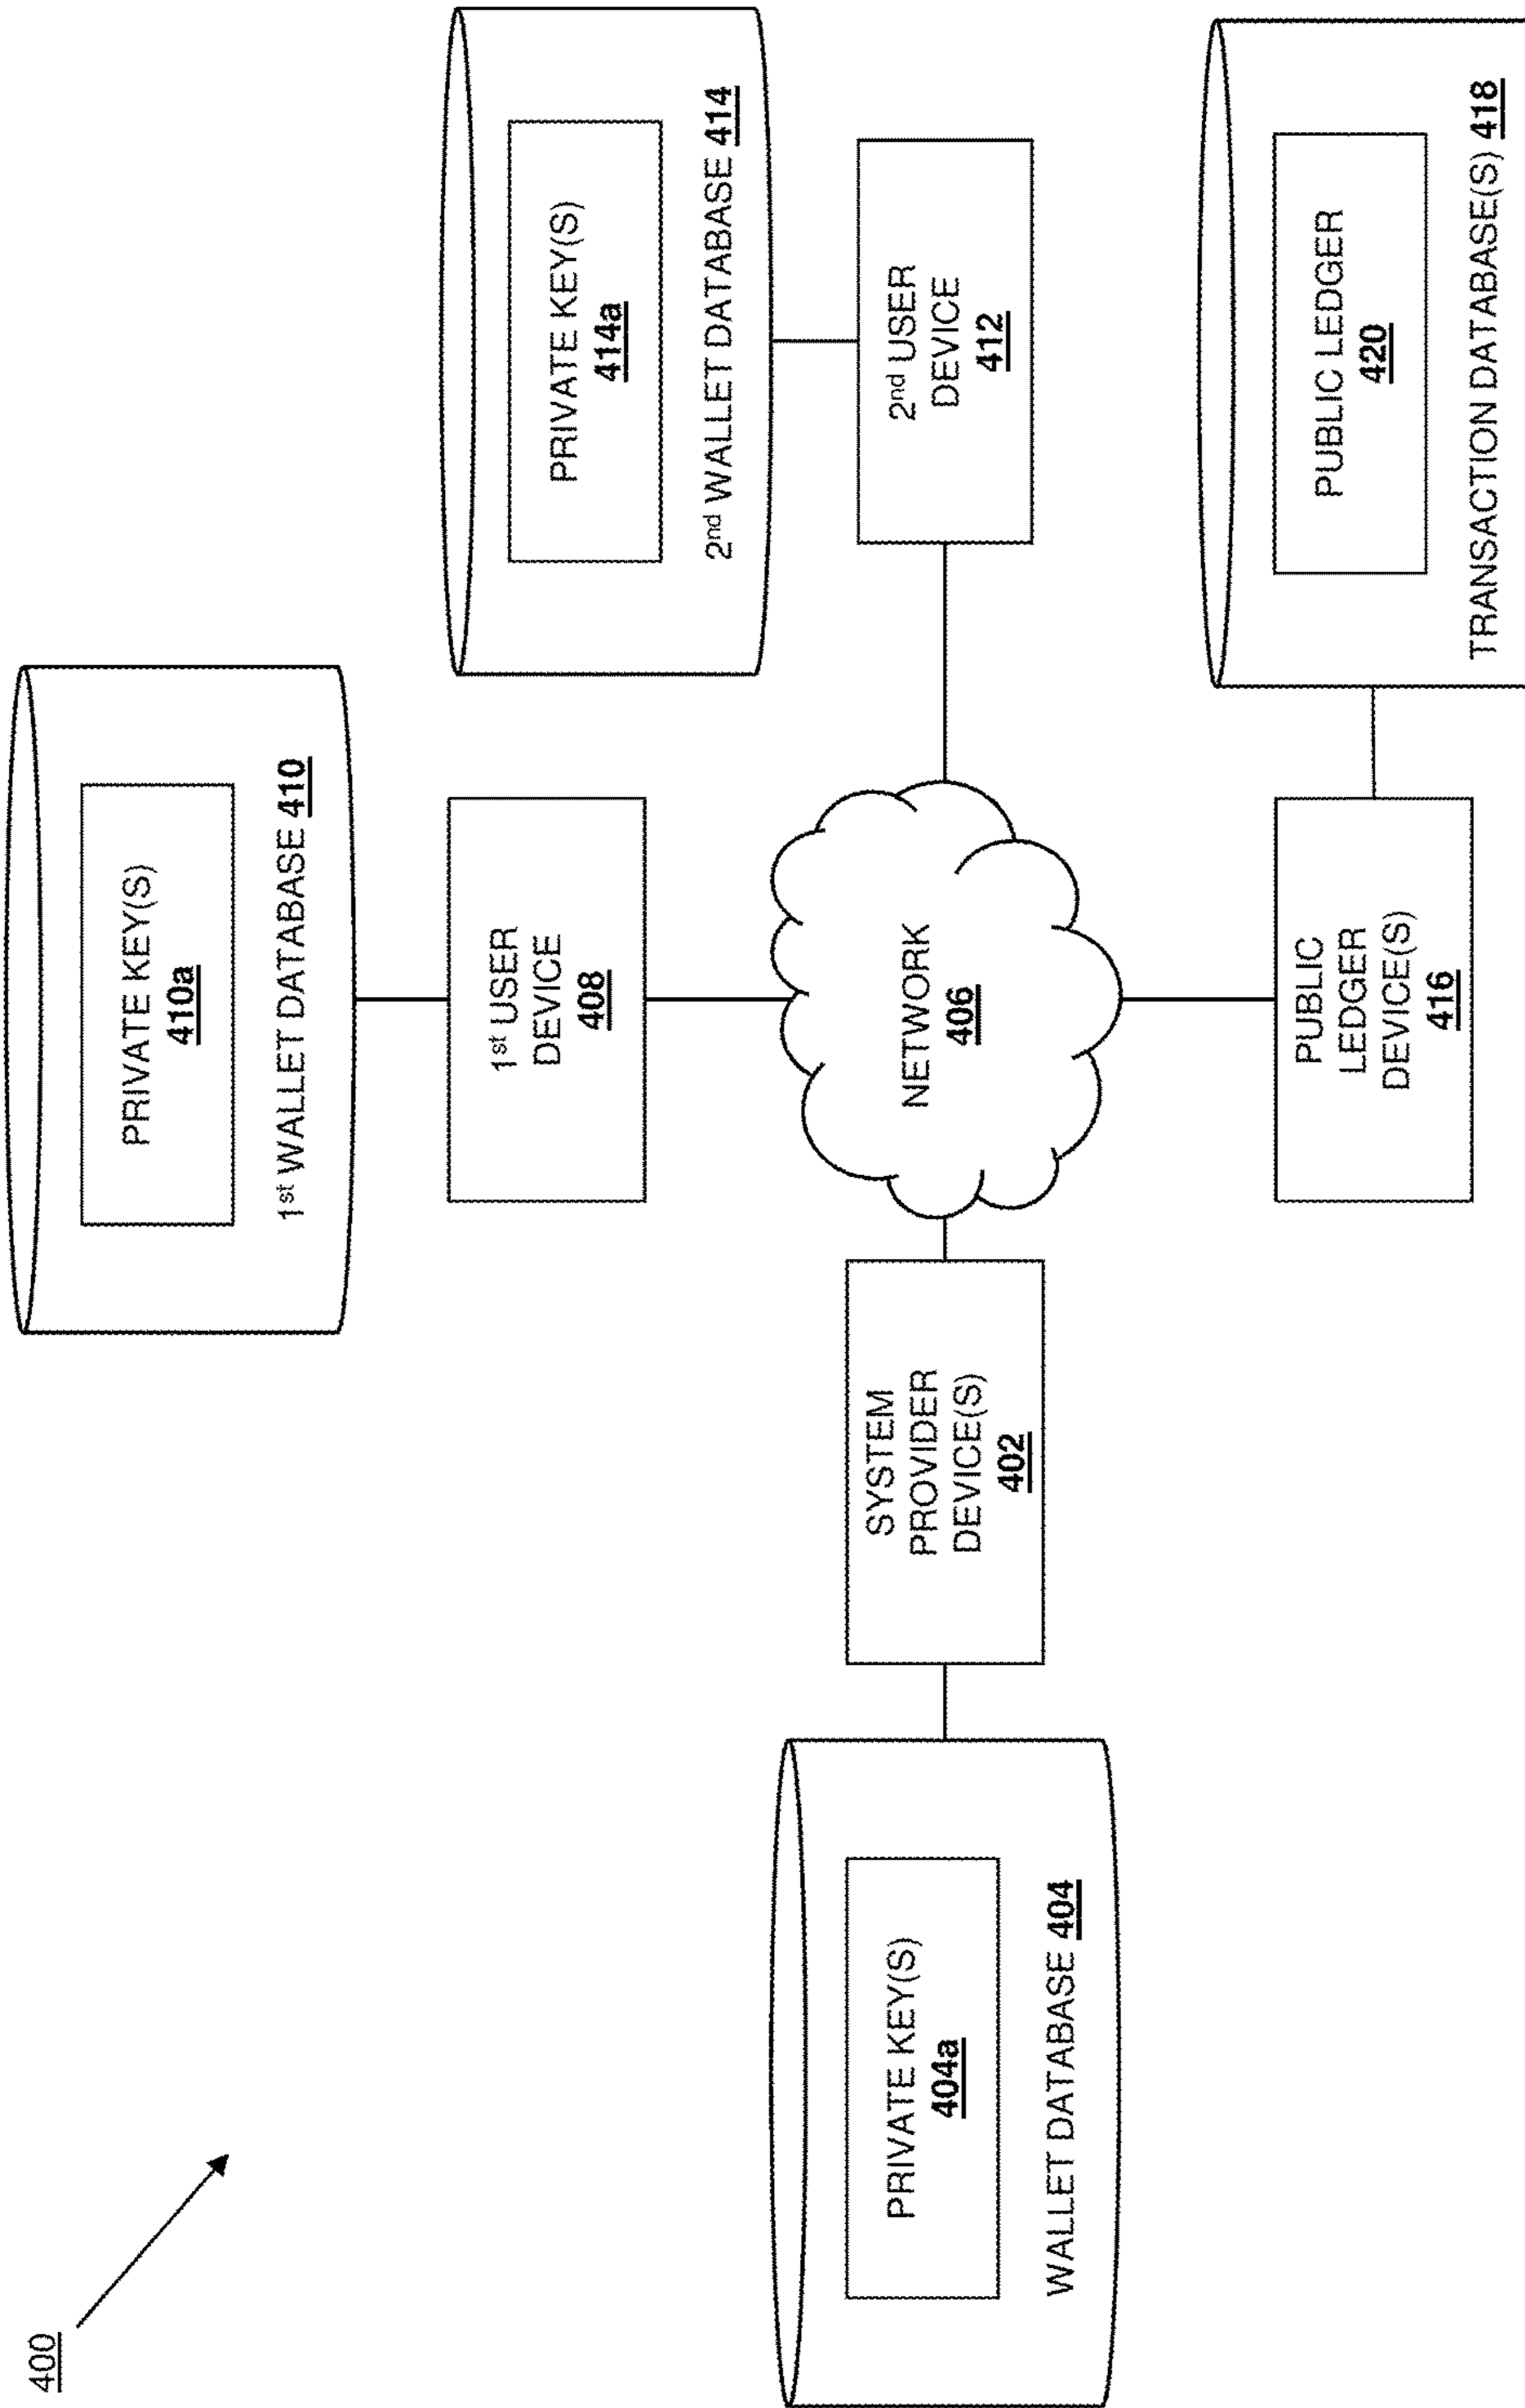 400
PRIVATE KEY(S)
410a
1st WALLET DATABASE 410
1st USER
DEVICE
408
PRIVATE KEY(S)
414a
2nd WALLET DATABASE 414
2nd USER
DEVICE
412
PRIVATE KEY(S)
404a
WALLET DATABASE 404
SYSTEM
PROVIDER
DEVICE(S)
402
NETWORK
406
PUBLIC
LEDGER
DEVICE(S)
416
PUBLIC LEDGER
420
TRANSACTION DATABASE(S) 418